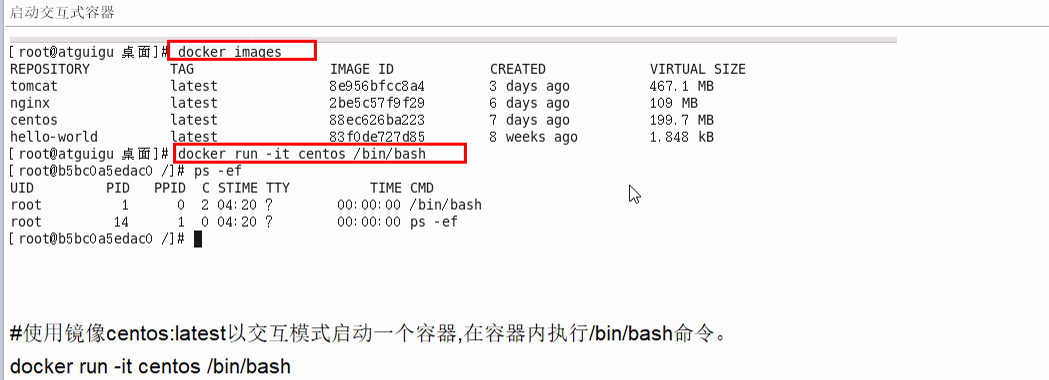 启动交互式容器
[root@atguigu 桌面]# docker images
REPOSITORY TAG IMAGE ID CREATED VIRTUAL SIZE
tomcat latest 8e956bfcc8a4 3 days ago 467.1 MB
nginx latest 2be5c57f9f29 6 days ago 109 MB
centos latest 88ec626ba223 7 days ago 199.7 MB
hello-world latest 83f0de727d85 8 weeks ago 1.848 kB
[root@atguigu 桌面]# docker run -it centos /bin/bash
[root@b5bc0a5edac0 /]# ps -ef
UID PID PPID C STIME TTY TIME CMD
root 1 0 2 04:20 ? 00:00:00 /bin/bash
root 14 1 0 04:20 ? 00:00:00 ps -ef
[root@b5bc0a5edac0 /]#
#使用镜像centos:latest以交互模式启动一个容器,在容器内执行/bin/bash命令。
docker run -it centos /bin/bash